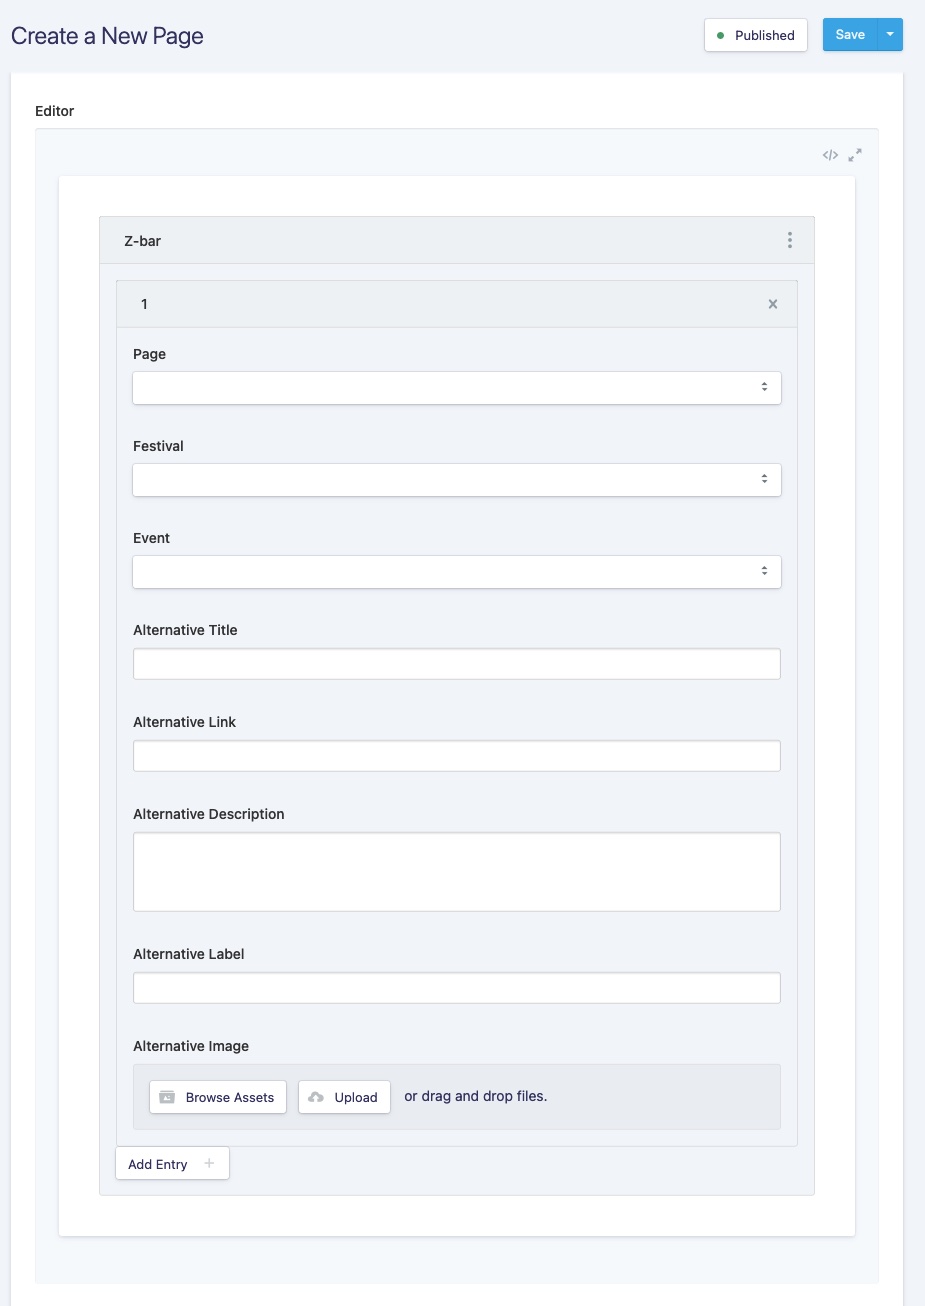 Create a New Page
Published
Save
Editor
</>
Z-bar
1
Page
Festival
Event
Alternative Title
Alternative Link
Alternative Description
Alternative Label
Alternative Image
Browse Assets
Upload
or drag and drop files.
Add Entry